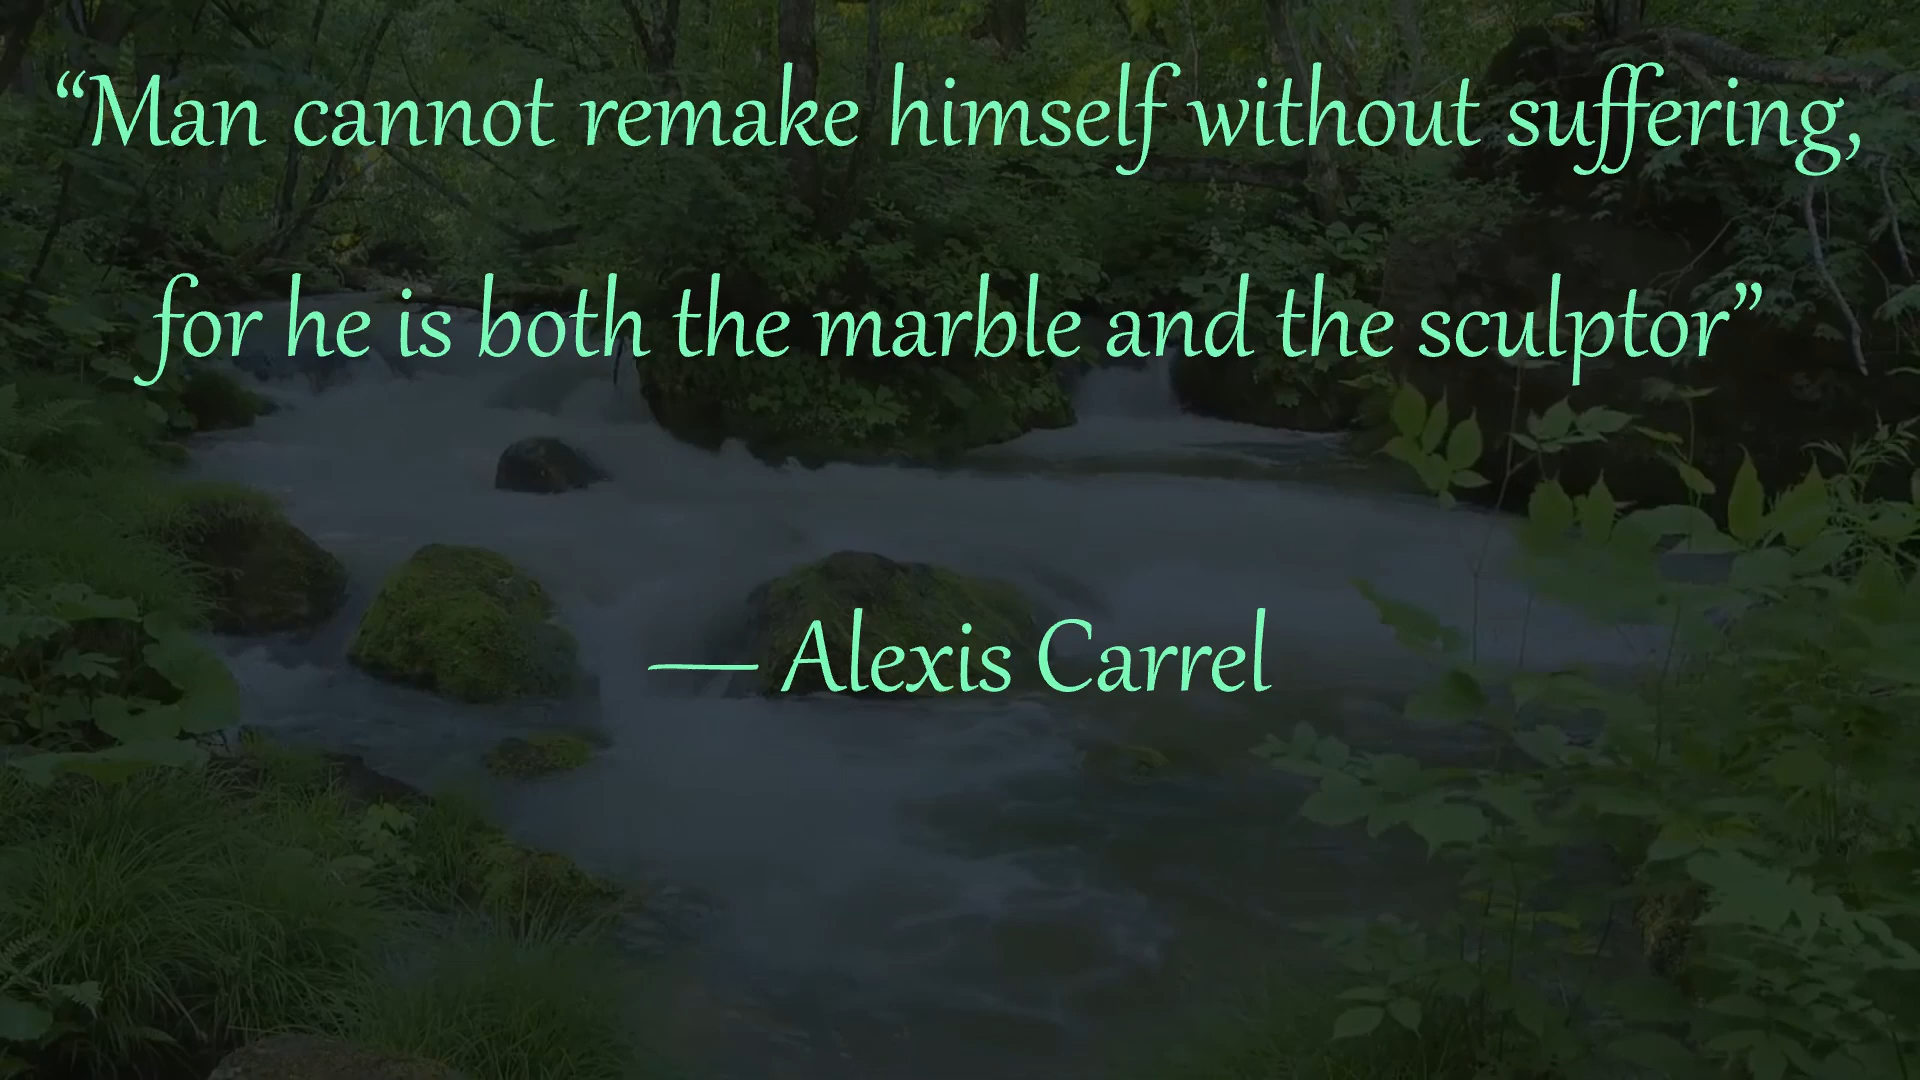 “Man cannot remake himself without suffering,
for he is both the marble and the sculptor”
— Alexis Carrel